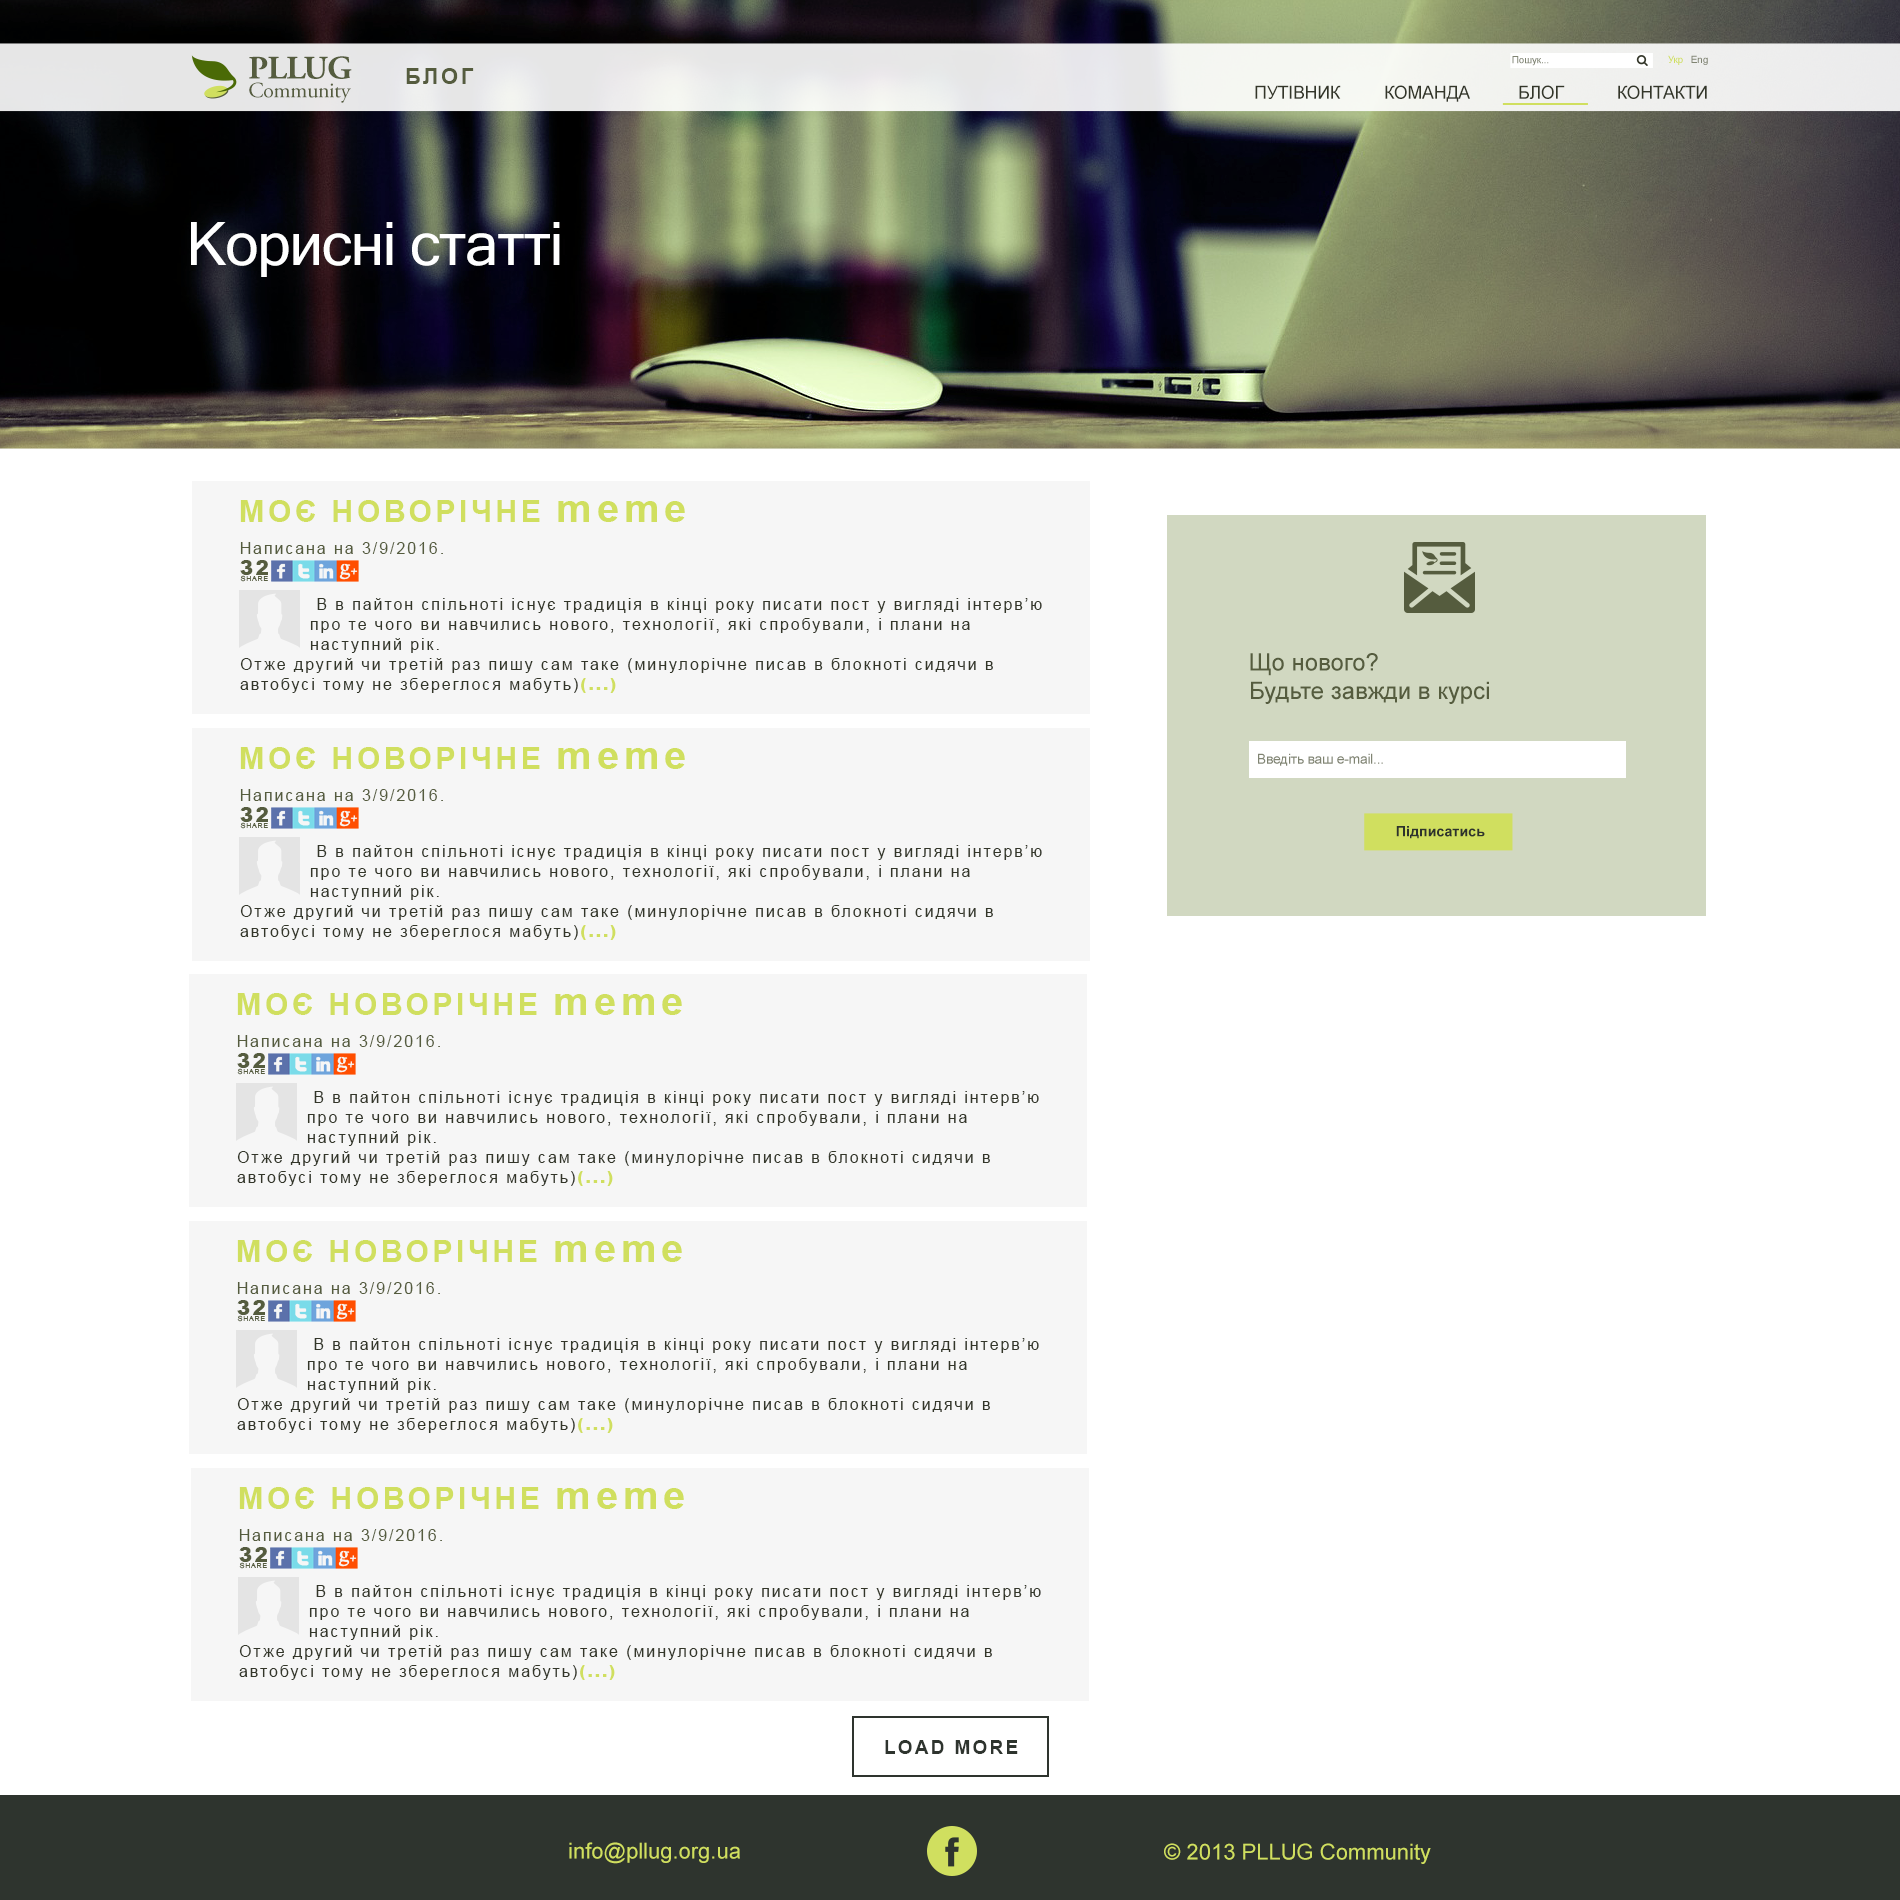 PLLUG
Community
БЛОГ
Пошук...
Укр Eng
ПУТІВНИК КОМАНДА БЛОГ КОНТАКТИ
Корисні статті
МОЄ НОВОРІЧНЕ meme
Написана на 3/9/2016.
32
SHARE
В в пайтон спільноті існує традиція в кінці року писати пост у вигляді інтерв’ю
про те чого ви навчились нового, технології, які спробували, і плани на
наступний рік.
Отже другий чи третій раз пишу сам таке (минулорічне писав в блокноті сидячи в
автобусі тому не збереглося мабуть)(...)
МОЄ НОВОРІЧНЕ meme
Написана на 3/9/2016.
32
SHARE
В в пайтон спільноті існує традиція в кінці року писати пост у вигляді інтерв’ю
про те чого ви навчились нового, технології, які спробували, і плани на
наступний рік.
Отже другий чи третій раз пишу сам таке (минулорічне писав в блокноті сидячи в
автобусі тому не збереглося мабуть)(...)
МОЄ НОВОРІЧНЕ meme
Написана на 3/9/2016.
32
SHARE
В в пайтон спільноті існує традиція в кінці року писати пост у вигляді інтерв’ю
про те чого ви навчились нового, технології, які спробували, і плани на
наступний рік.
Отже другий чи третій раз пишу сам таке (минулорічне писав в блокноті сидячи в
автобусі тому не збереглося мабуть)(...)
МОЄ НОВОРІЧНЕ meme
Написана на 3/9/2016.
32
SHARE
В в пайтон спільноті існує традиція в кінці року писати пост у вигляді інтерв’ю
про те чого ви навчились нового, технології, які спробували, і плани на
наступний рік.
Отже другий чи третій раз пишу сам таке (минулорічне писав в блокноті сидячи в
автобусі тому не збереглося мабуть)(...)
МОЄ НОВОРІЧНЕ meme
Написана на 3/9/2016.
32
SHARE
В в пайтон спільноті існує традиція в кінці року писати пост у вигляді інтерв’ю
про те чого ви навчились нового, технології, які спробували, і плани на
наступний рік.
Отже другий чи третій раз пишу сам таке (минулорічне писав в блокноті сидячи в
автобусі тому не збереглося мабуть)(...)
LOAD MORE
Що нового?
Будьте завжди в курсі
Введіть ваш e-mail...
Підписатись
info@pllug.org.ua
© 2013 PLLUG Community